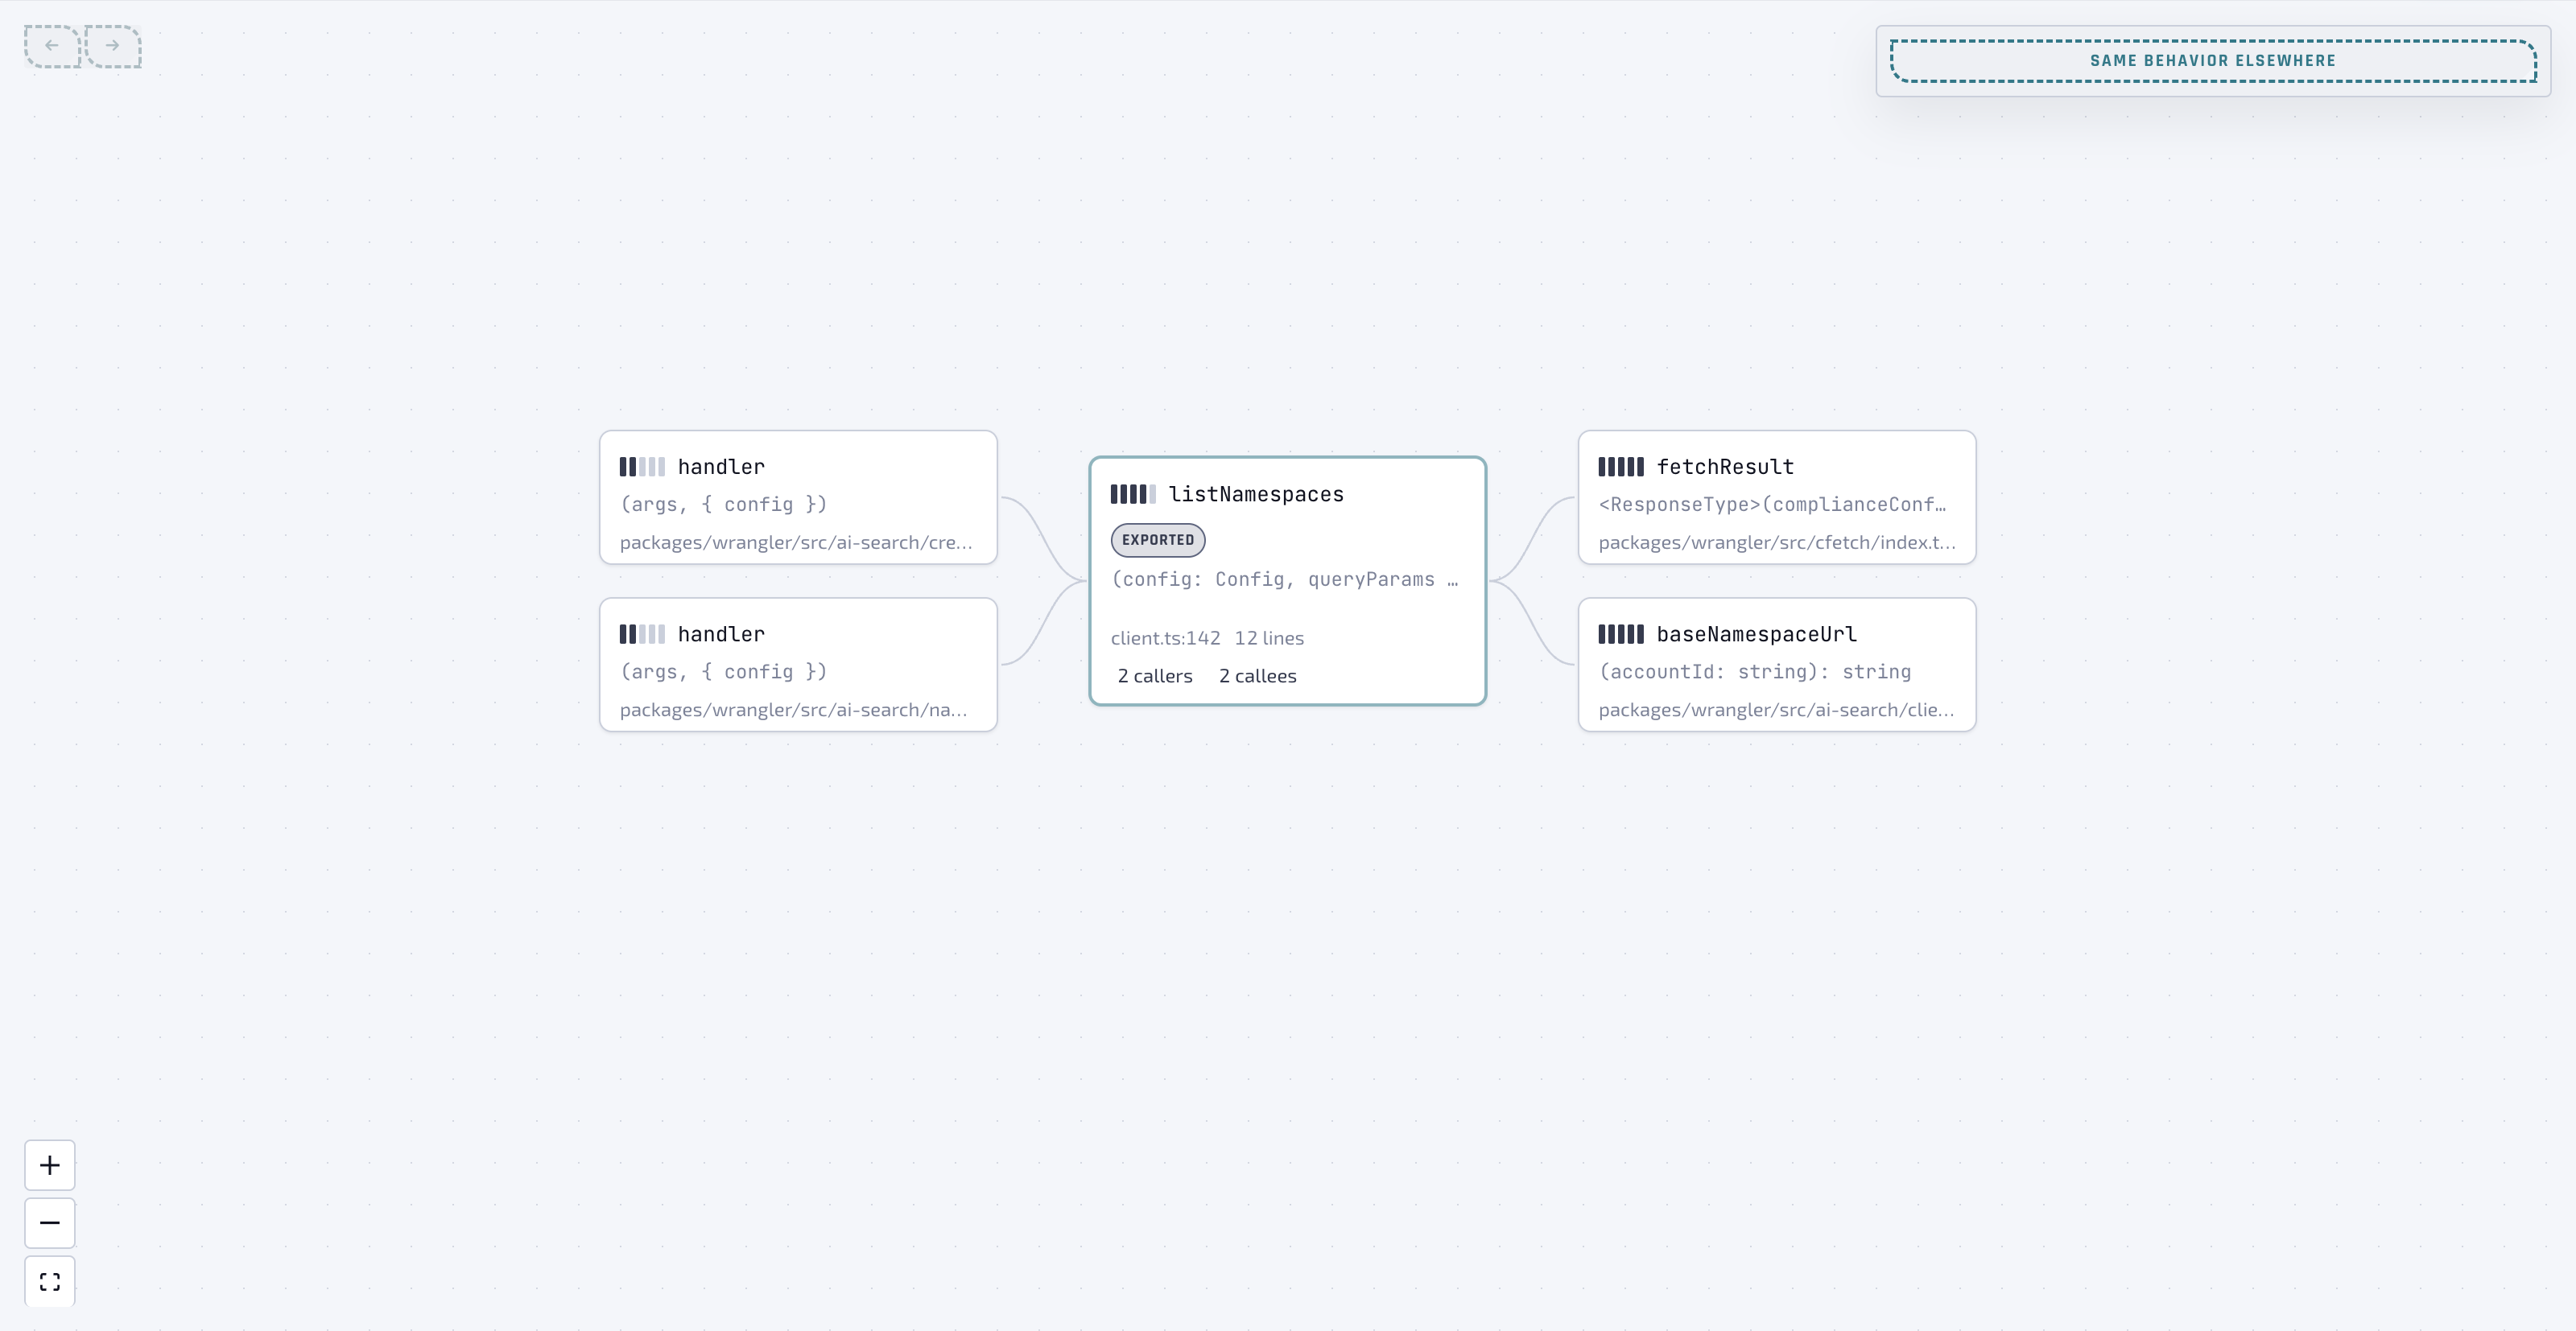 SAME BEHAVIOR ELSEWHERE
handler
(args, { config })
packages/wrangler/src/ai-search/cre…
handler
(args, { config })
packages/wrangler/src/ai-search/na…
listNamespaces
EXPORTED
(config: Config, queryParams …
client.ts:142 12 lines
2 callers 2 callees
fetchResult
<ResponseType>(complianceConf…
packages/wrangler/src/cfetch/index.t…
baseNamespaceUrl
(accountId: string): string
packages/wrangler/src/ai-search/clie…